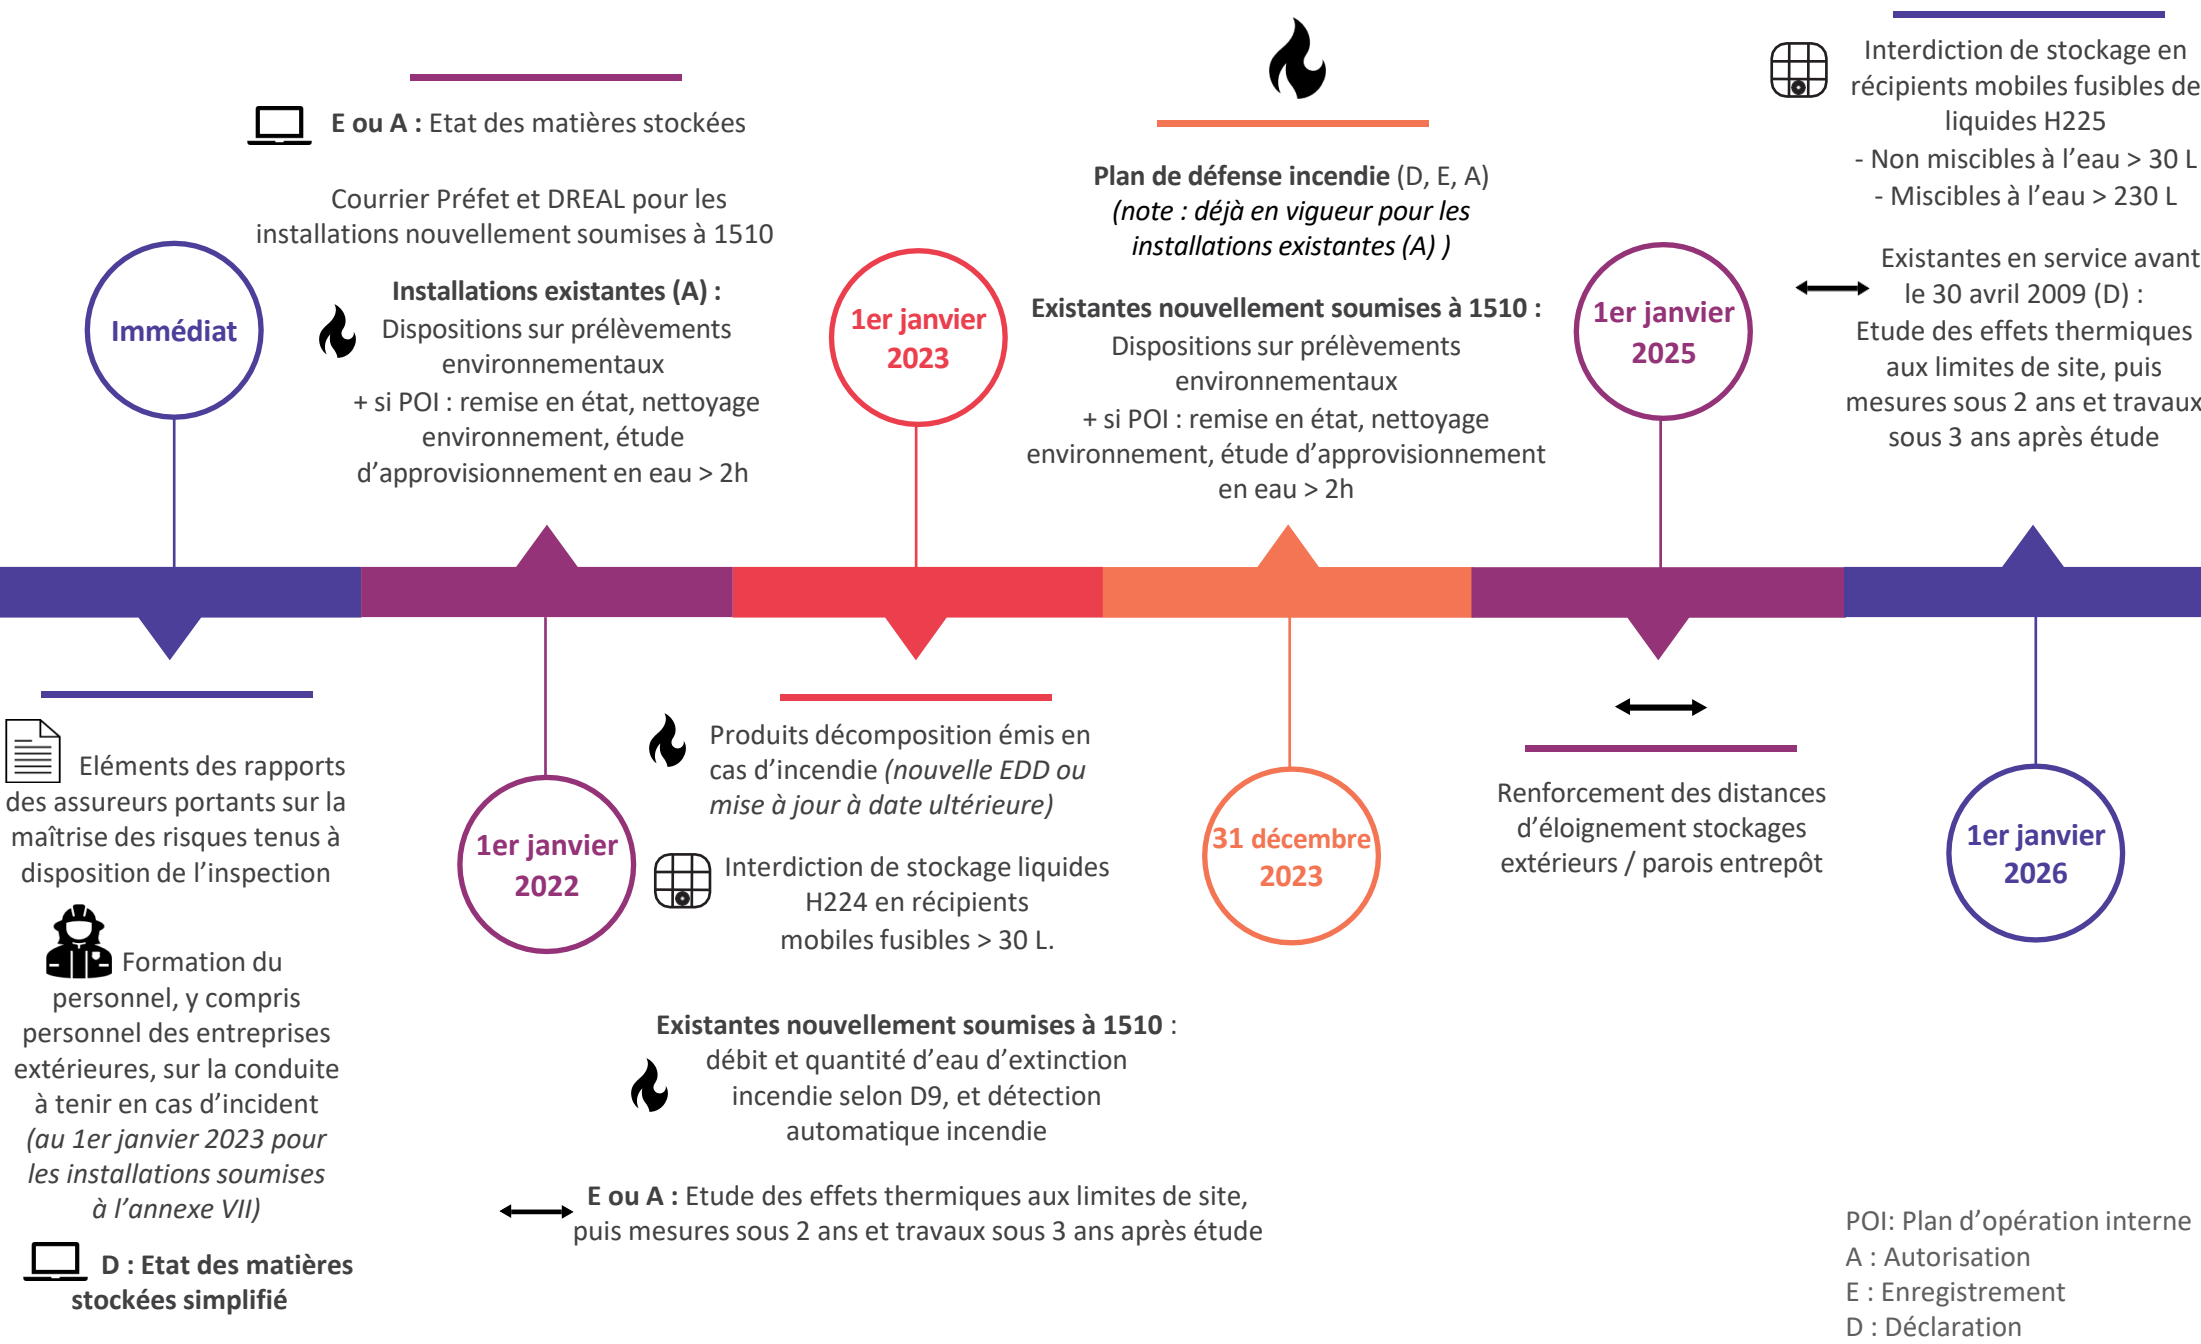 Immédiat
Eléments des rapports
des assureurs portants sur la
maîtrise des risques tenus à
disposition de l'inspection
Formation du
personnel, y compris
personnel des entreprises
extérieures, sur la conduite
à tenir en cas d'incident
(au 1er janvier 2023 pour
les installations soumises
à l'annexe VII)
D : Etat des matières
stockées simplifié
E ou A : Etat des matières stockées
Courrier Préfet et DREAL pour les
installations nouvellement soumises à 1510
Installations existantes (A) :
Dispositions sur prélèvements
environnementaux
+ si POI : remise en état, nettoyage
environnement, étude
d'approvisionnement en eau > 2h
1er janvier
2022
1er janvier
2023
Produits décomposition émis en
cas d'incendie (nouvelle EDD ou
mise à jour à date ultérieure)
Interdiction de stockage liquides
H224 en récipients
mobiles fusibles > 30 L.
Existantes nouvellement soumises à 1510 :
débit et quantité d'eau d'extinction
incendie selon D9, et détection
automatique incendie
E ou A : Etude des effets thermiques aux limites de site,
puis mesures sous 2 ans et travaux sous 3 ans après étude
Plan de défense incendie (D, E, A)
(note : déjà en vigueur pour les
installations existantes (A) )
Existantes nouvellement soumises à 1510 :
Dispositions sur prélèvements
environnementaux
+ si POI : remise en état, nettoyage
environnement, étude d'approvisionnement
en eau > 2h
31 décembre
2023
1er janvier
2025
Renforcement des distances
d'éloignement stockages
extérieurs / parois entrepôt
Interdiction de stockage en
récipients mobiles fusibles de
liquides H225
- Non miscibles à l'eau > 30 L
- Miscibles à l'eau > 230 L
Existantes en service avant
le 30 avril 2009 (D) :
Etude des effets thermiques
aux limites de site, puis
mesures sous 2 ans et travaux
sous 3 ans après étude
1er janvier
2026
POI: Plan d'opération interne
A : Autorisation
E : Enregistrement
D : Déclaration